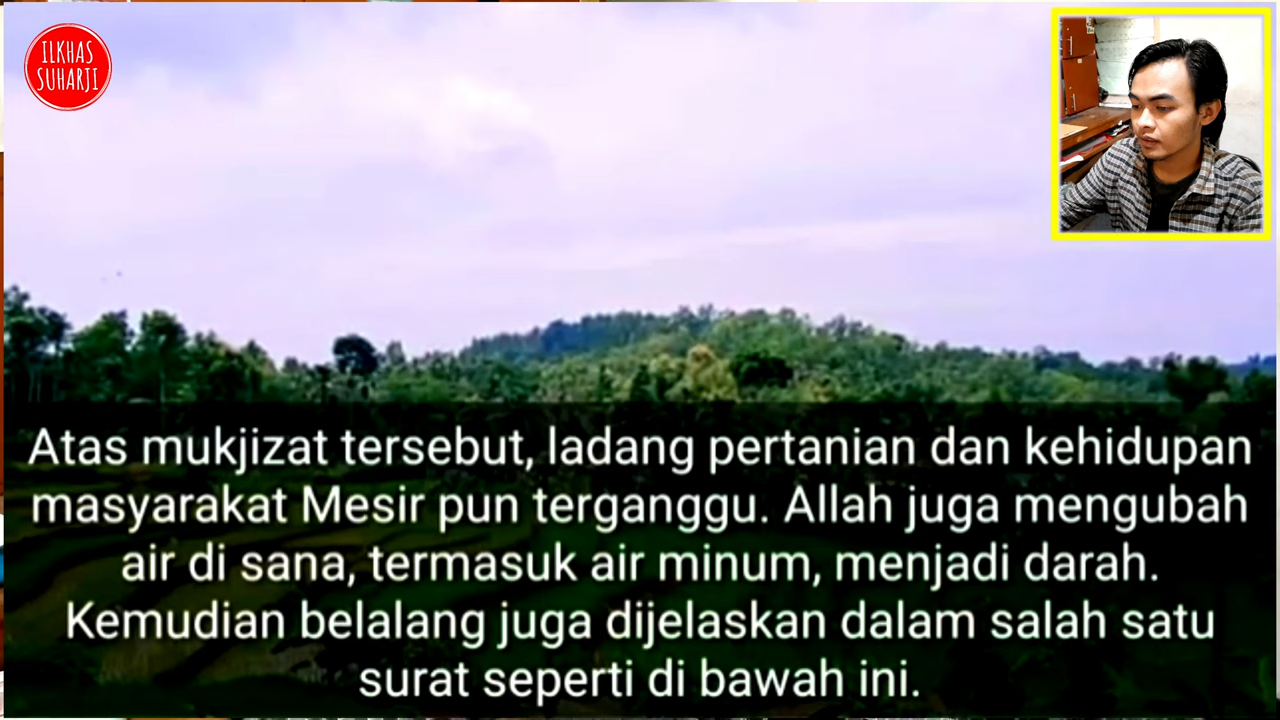 ILKHAS
SUHARJI
Atas mukjizat tersebut, ladang pertanian dan kehidupan
masyarakat Mesir pun terganggu. Allah juga mengubah
air di sana, termasuk air minum, menjadi darah.
Kemudian belalang juga dijelaskan dalam salah satu
surat seperti di bawah ini.